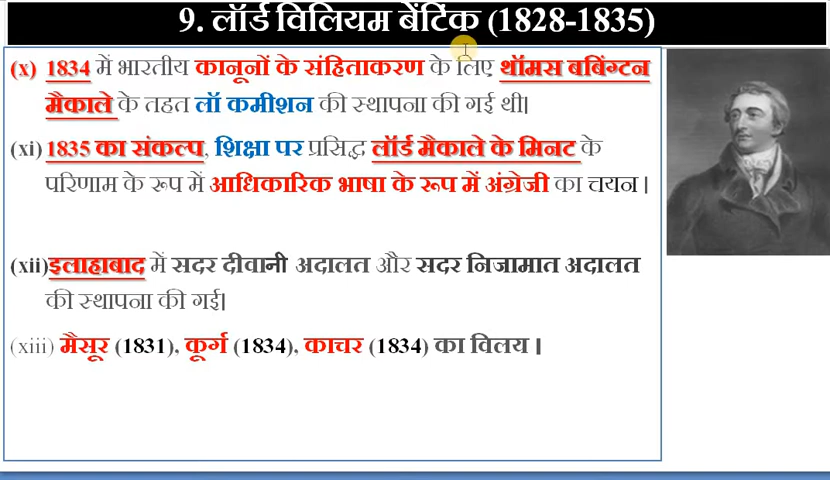 9. लॉर्ड विलियम बेंटिंक (1828-1835)
(x) 1834 में भारतीय कानूनों के संहिताकरण के लिए थॉमस बबिंग्टन
मैकाले के तहत लॉ कमीशन की स्थापना की गई थी।
(xi) 1835 का संकल्प, शिक्षा पर प्रसिद्ध लॉर्ड मैकाले के मिनट के
परिणाम के रूप में आधिकारिक भाषा के रूप में अंग्रेजी का चयन।
(xii)इलाहाबाद में सदर दीवानी अदालत और सदर निजामात अदालत
की स्थापना की गई।
(xiii) मैसूर (1831), कूर्ग (1834), काचर (1834) का विलय।